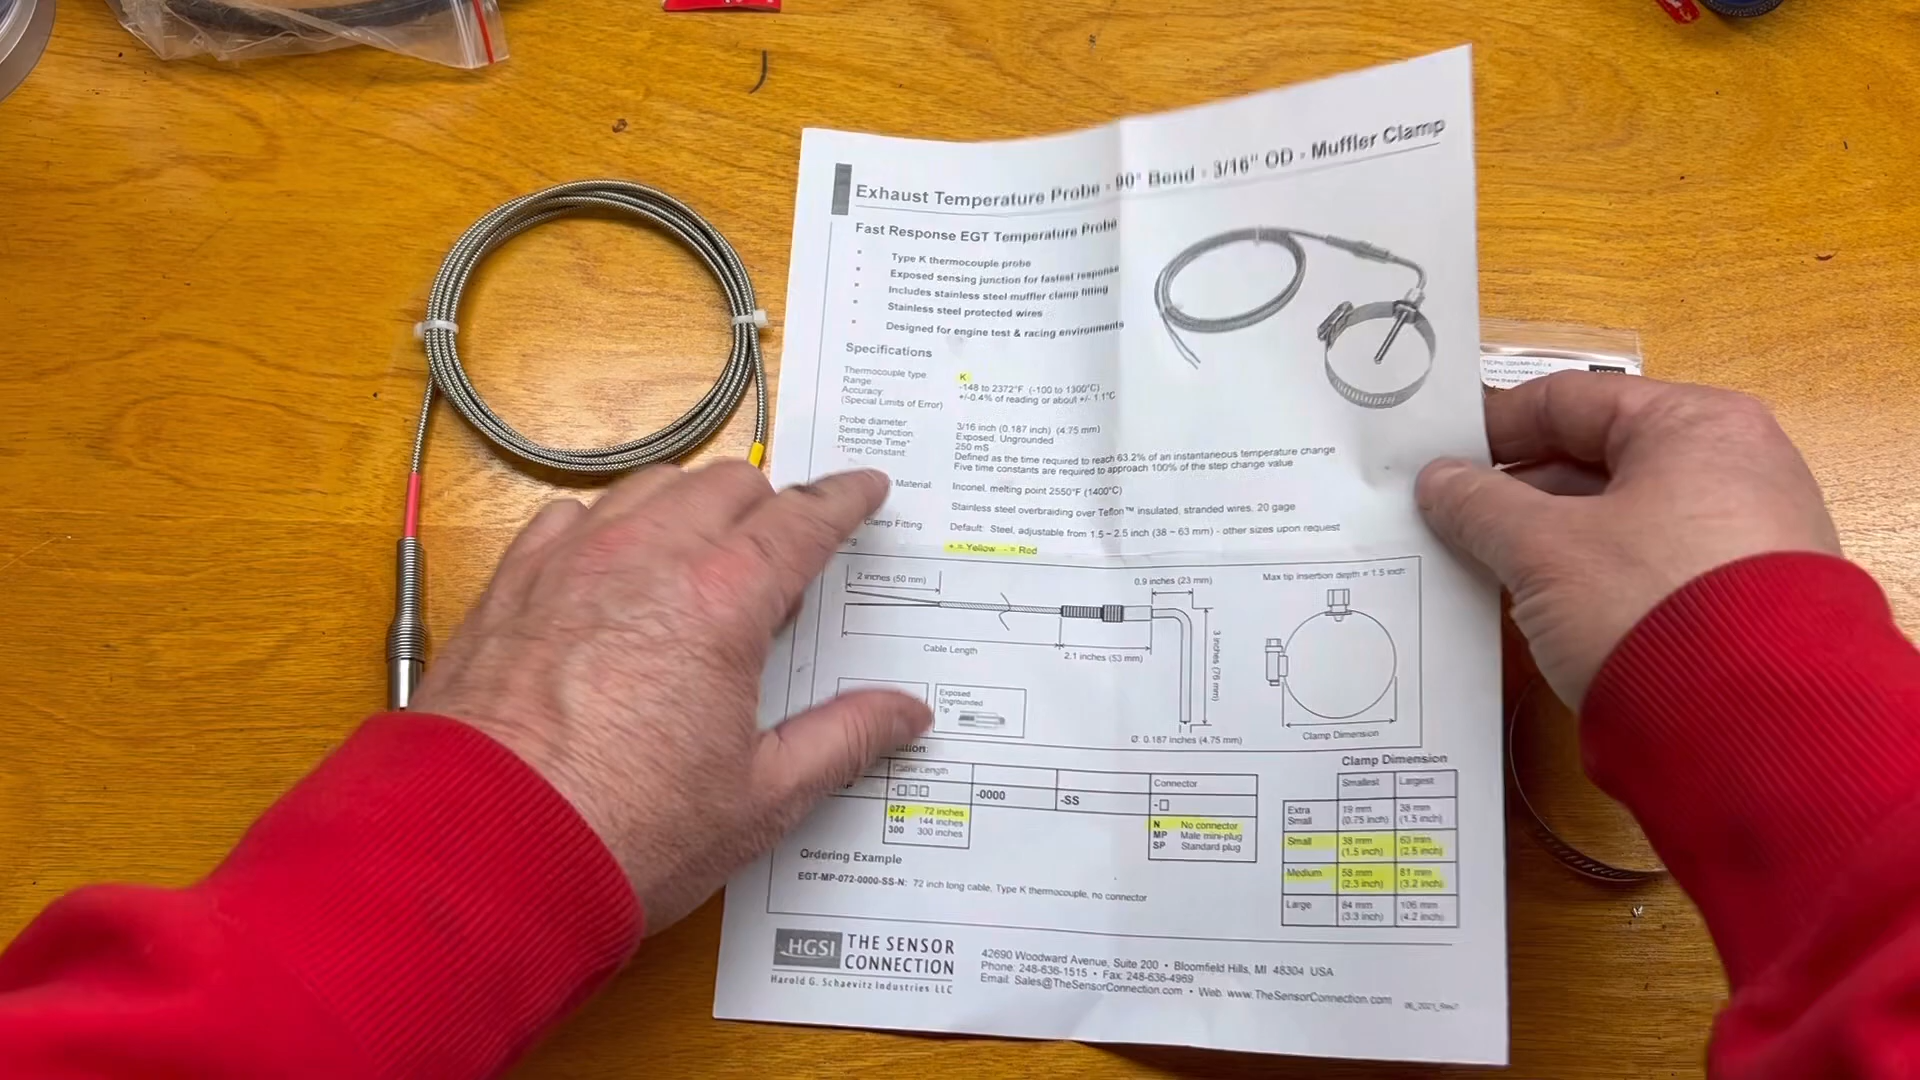 Exhaust Temperature Probe - 90° Bend - 3/16" OD - Muffler Clamp
Fast Response EGT Temperature Probe
Type K thermocouple probe
Exposed sensing junction for fastest response
Includes stainless steel muffler clamp fitting
Stainless steel protected wires
Designed for engine test & racing environments
Specifications
Thermocouple type K
Range -148 to 2372°F (-100 to 1300°C)
Accuracy +/-0.4% of reading or about +/- 1.1°C
(Special Limits of Error)
Probe diameter 3/16 inch (0.187 inch) (4.75 mm)
Sensing Junction Exposed, Ungrounded
Response Time* 250 mS
*Time Constant Defined as the time required to reach 63.2% of an instantaneous temperature change
Five time constants are required to approach 100% of the step change value
Material Inconel, melting point 2550°F (1400°C)
Stainless steel overbraiding over Teflon™ insulated, stranded wires, 20 gage
Clamp Fitting Default: Steel, adjustable from 1.5 – 2.5 inch (38 – 63 mm) - other sizes upon request
+ = Yellow - = Red
2 inches (50 mm)
0.9 inches (23 mm)
Max tip insertion depth = 1.5 inch
Cable Length
2.1 inches (53 mm)
3 inches (76 mm)
Exposed
Ungrounded
Tip
Ø: 0.187 inches (4.75 mm)
Clamp Dimension
Cable Length
Connector
-□□□ -0000 -SS -□
072 72 inches
144 144 inches
300 300 inches
N No connector
MP Male mini-plug
SP Standard plug
Clamp Dimension
Smallest Largest
Extra Small 19 mm (0.75 inch) 38 mm (1.5 inch)
Small 38 mm (1.5 inch) 63 mm (2.5 inch)
Medium 58 mm (2.3 inch) 81 mm (3.2 inch)
Large 84 mm (3.3 inch) 106 mm (4.2 inch)
Ordering Example
EGT-MP-072-0000-SS-N: 72 inch long cable, Type K thermocouple, no connector
HGSI THE SENSOR CONNECTION
Harold G. Schaevitz Industries LLC
42690 Woodward Avenue, Suite 200 • Bloomfield Hills, MI 48304 USA
Phone: 248-636-1515 • Fax: 248-636-4969
Email: Sales@TheSensorConnection.com • Web: www.TheSensorConnection.com